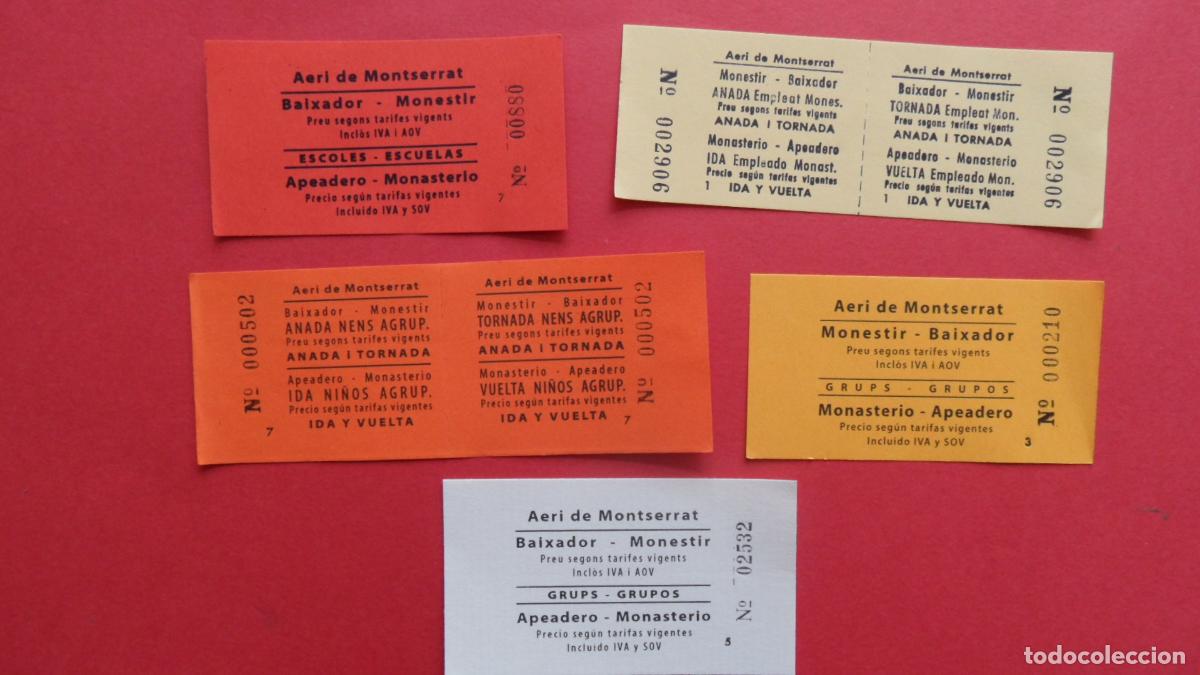 Aeri de Montserrat
Baixador - Monestir
Preu segons tarifes vigents
Inclòs IVA i AOV
ESCOLES - ESCUELAS
Apeadero - Monasterio
Precio según tarifas vigentes
Incluido IVA y SOV
7
Nº 00880
Nº 006206
Aeri de Montserrat
Monestir - Baixador
ANADA Empleat Mones.
Preu segons tarifes vigents
ANADA I TORNADA
Monasterio - Apeadero
IDA Empleado Monast.
Precio según tarifas vigentes
1 IDA Y VUELTA
Aeri de Montserrat
Baixador - Monestir
TORNADA Empleat Mon.
Preu segons tarifes vigents
ANADA I TORNADA
Apeadero - Monasterio
VUELTA Empleado Mon.
Precio según tarifas vigentes
1 IDA Y VUELTA
Nº 006206
Nº 000502
Aeri de Montserrat
Baixador - Monestir
ANADA NENS AGRUP.
Preu segons tarifes vigents
ANADA I TORNADA
Apeadero - Monasterio
IDA NIÑOS AGRUP.
Precio según tarifas vigentes
7 IDA Y VUELTA
Aeri de Montserrat
Monestir - Baixador
TORNADA NENS AGRUP.
Preu segons tarifes vigents
ANADA I TORNADA
Monasterio - Apeadero
VUELTA NIÑOS AGRUP.
Precio según tarifas vigentes
IDA Y VUELTA 7
Nº 000502
Aeri de Montserrat
Monestir - Baixador
Preu segons tarifes vigents
Inclòs IVA i AOV
GRUPS - GRUPOS
Monasterio - Apeadero
Precio según tarifas vigentes
Incluido IVA y SOV
3
Nº 000210
Aeri de Montserrat
Baixador - Monestir
Preu segons tarifes vigents
Inclòs IVA i AOV
GRUPS - GRUPOS
Apeadero - Monasterio
Precio según tarifas vigentes
Incluido IVA y SOV
5
Nº 02532
todocoleccion